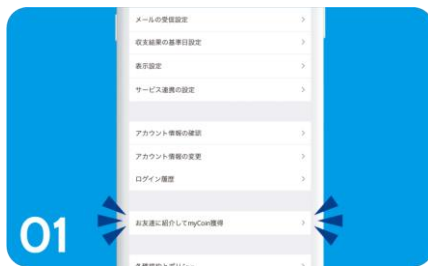 メールの受信設定
収支結果の基準日設定
表示設定
サービス連携の設定
アカウント情報の確認
アカウント情報の変更
ログイン履歴
お友達に紹介してmyCoin獲得
01